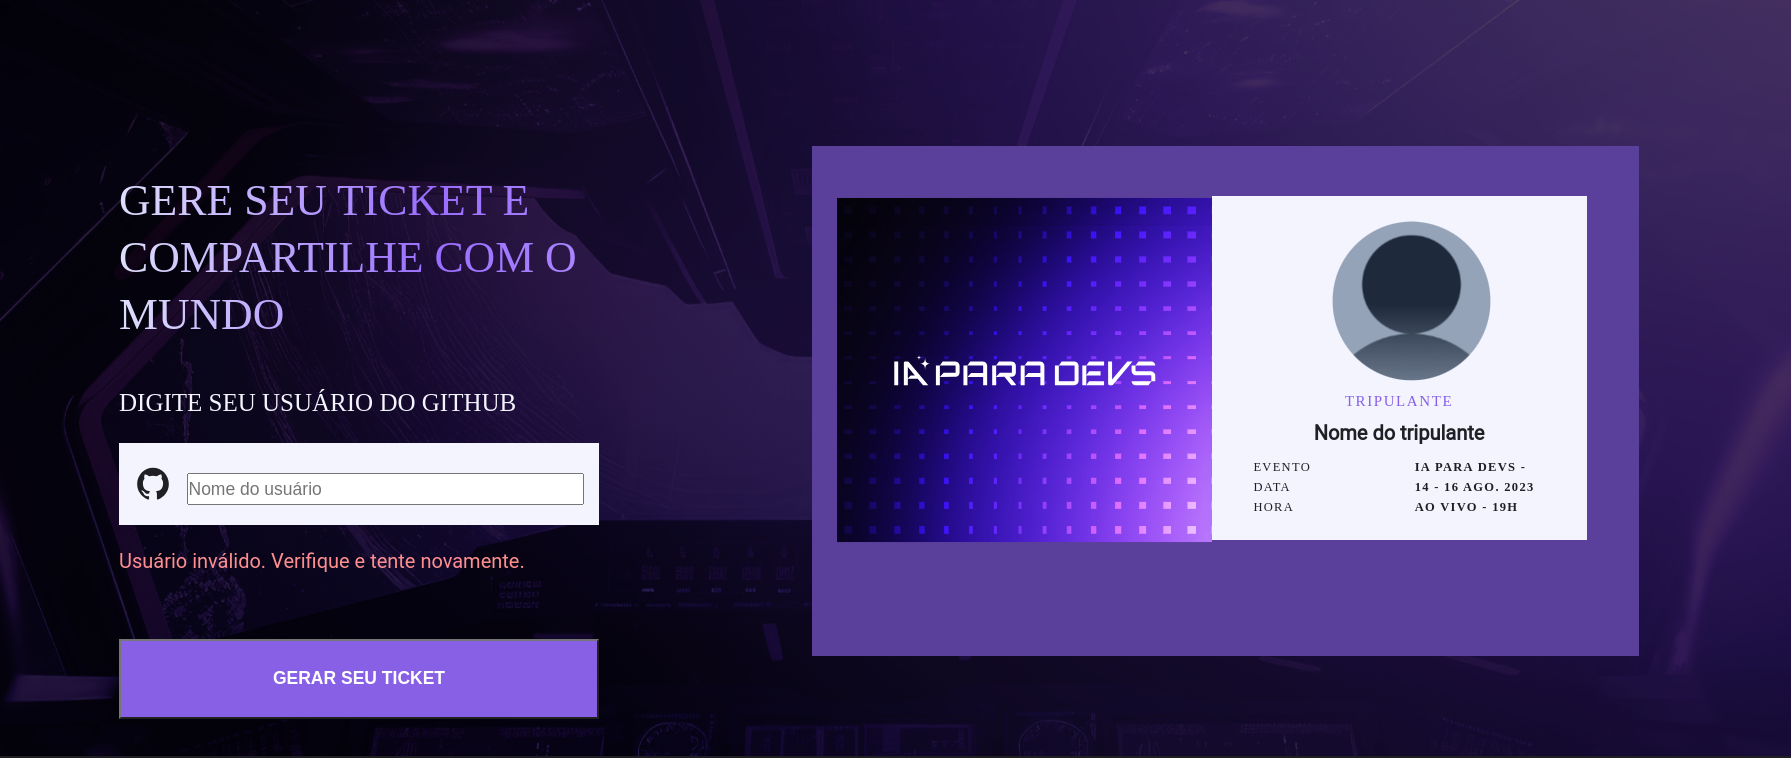 GERE SEU TICKET E
COMPARTILHE COM O
MUNDO
DIGITE SEU USUÁRIO DO GITHUB
Nome do usuário
Usuário inválido. Verifique e tente novamente.
GERAR SEU TICKET
IA PARA DEVS
TRIPULANTE
Nome do tripulante
EVENTO IA PARA DEVS -
DATA 14 - 16 AGO. 2023
HORA AO VIVO - 19H